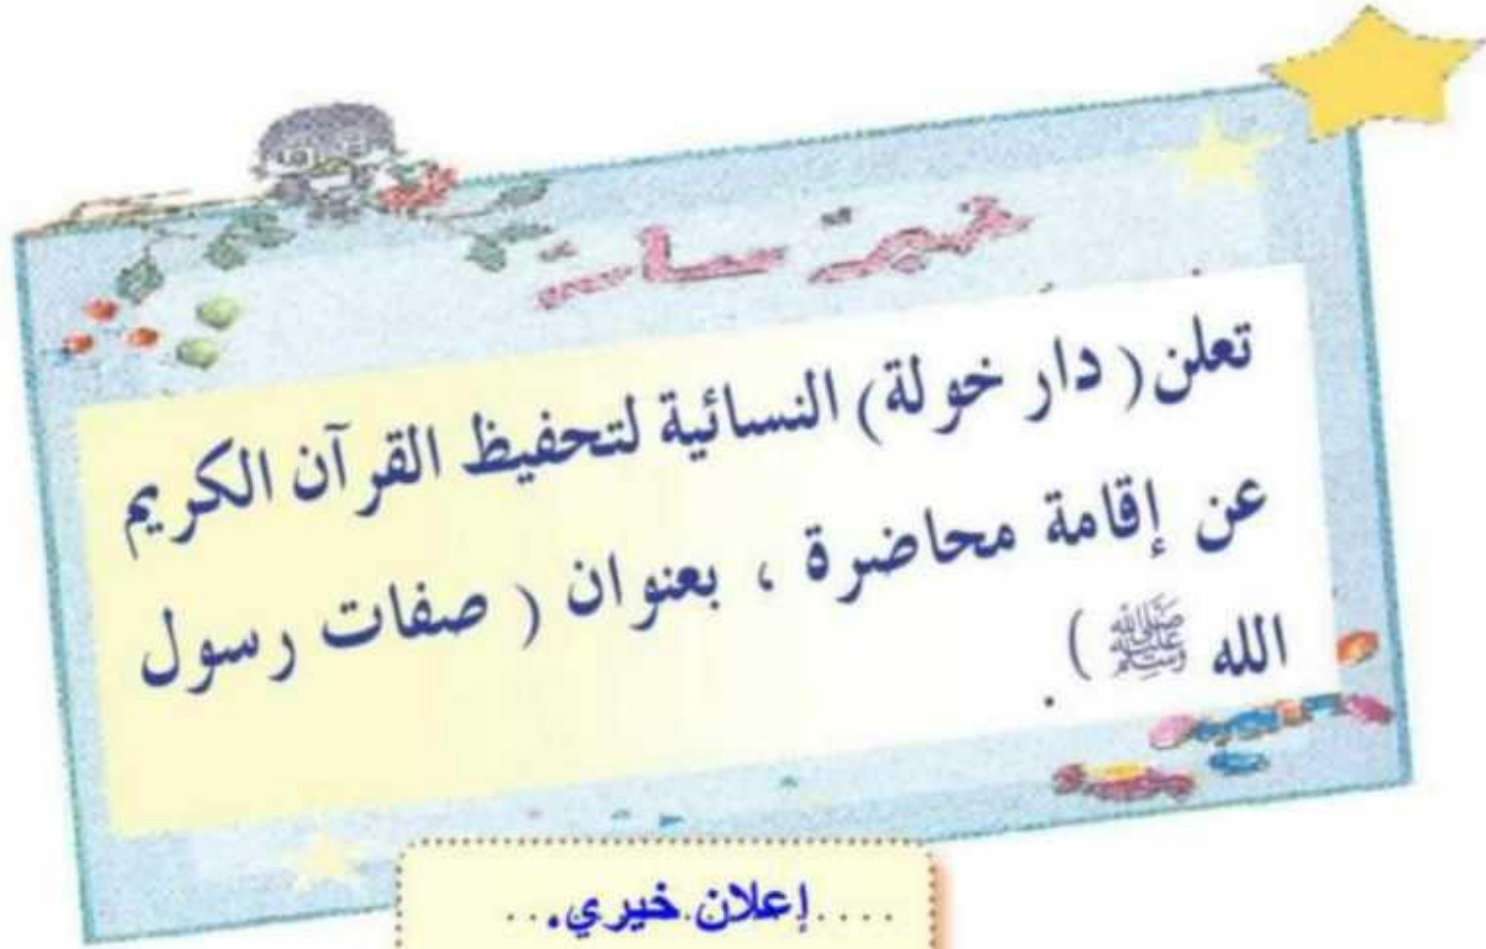 تعلن ( دار خولة ) النسائية لتحفيظ القرآن الكريم
عن إقامة محاضرة ، بعنوان ( صفات رسول
الله ﷺ ) .
....إعلان.خيري...